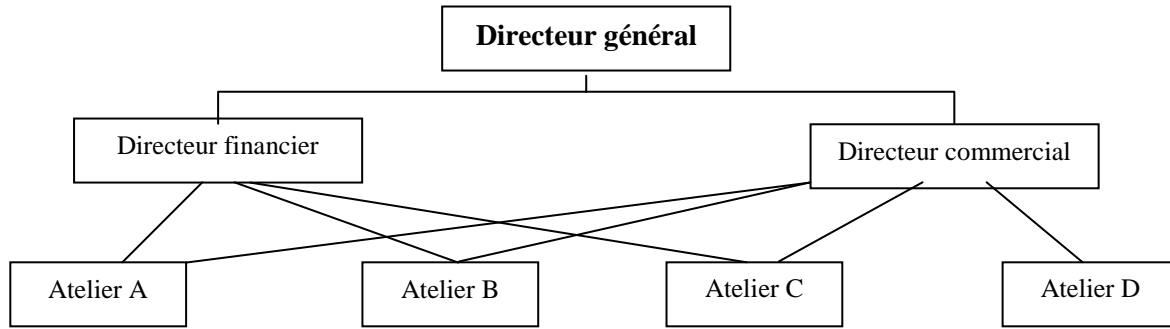 Directeur général
Directeur financier
Directeur commercial
Atelier A
Atelier B
Atelier C
Atelier D